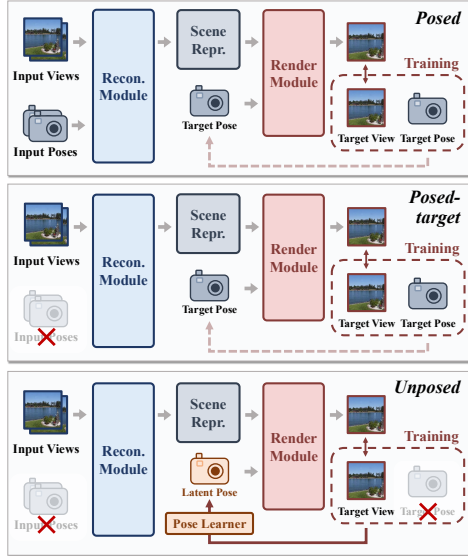 Posed
Input Views
Input Poses
Recon.
Module
Scene
Repr.
Target Pose
Render
Module
Training
Target View
Target Pose
Posed-
target
Input Views
Input Poses
Recon.
Module
Scene
Repr.
Target Pose
Render
Module
Training
Target View
Target Pose
Unposed
Input Views
Input Poses
Recon.
Module
Scene
Repr.
Latent Pose
Pose Learner
Render
Module
Training
Target View
Target Pose